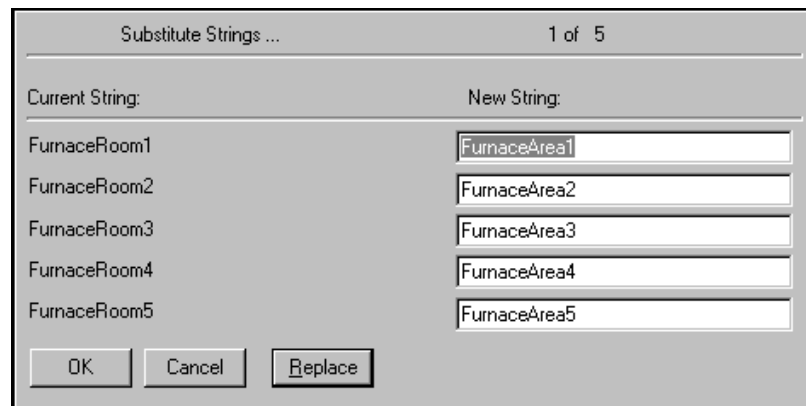 Substitute Strings ... 1 of 5
Current String: New String:
FurnaceRoom1 FurnaceArea1
FurnaceRoom2 FurnaceArea2
FurnaceRoom3 FurnaceArea3
FurnaceRoom4 FurnaceArea4
FurnaceRoom5 FurnaceArea5
OK Cancel Replace